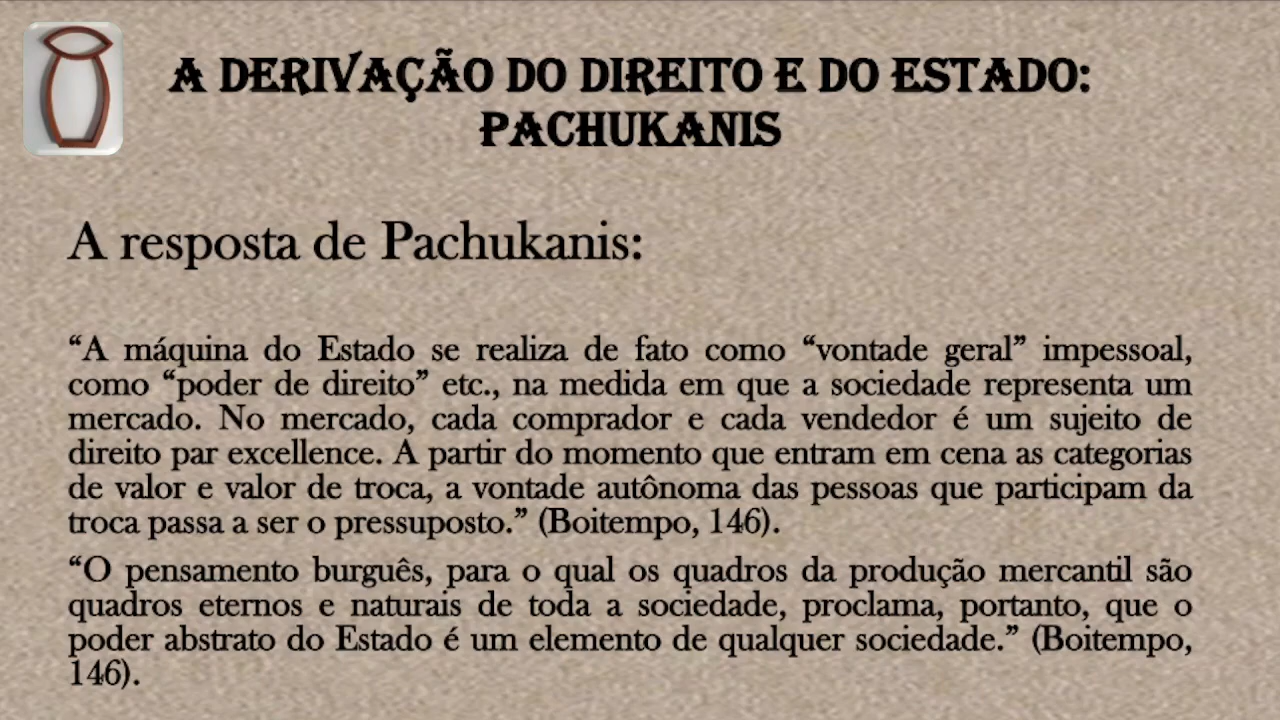 A DERIVAÇÃO DO DIREITO E DO ESTADO:
PACHUKANIS
A resposta de Pachukanis:
“A máquina do Estado se realiza de fato como “vontade geral” impessoal,
como “poder de direito” etc., na medida em que a sociedade representa um
mercado. No mercado, cada comprador e cada vendedor é um sujeito de
direito par excellence. A partir do momento que entram em cena as categorias
de valor e valor de troca, a vontade autônoma das pessoas que participam da
troca passa a ser o pressuposto.” (Boitempo, 146).
“O pensamento burguês, para o qual os quadros da produção mercantil são
quadros eternos e naturais de toda a sociedade, proclama, portanto, que o
poder abstrato do Estado é um elemento de qualquer sociedade.” (Boitempo,
146).